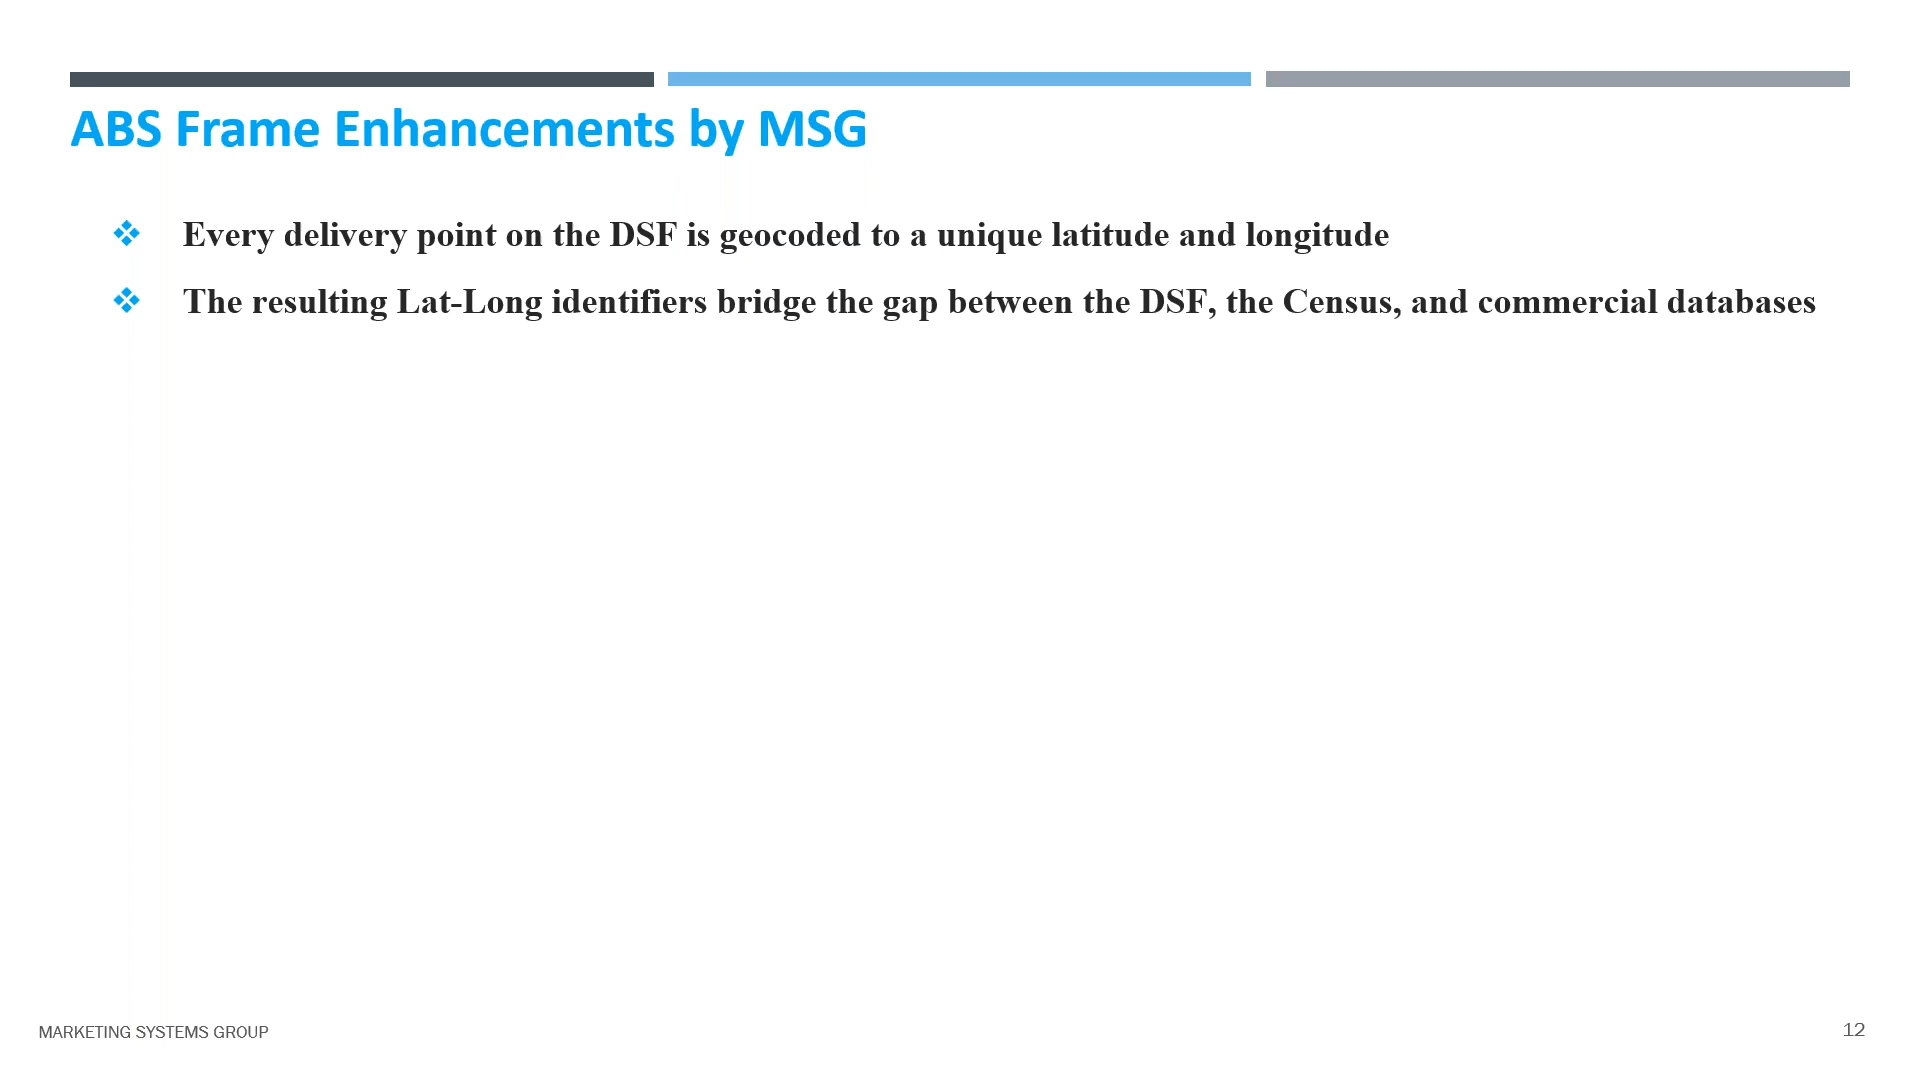 ABS Frame Enhancements by MSG
Every delivery point on the DSF is geocoded to a unique latitude and longitude
The resulting Lat-Long identifiers bridge the gap between the DSF, the Census, and commercial databases
MARKETING SYSTEMS GROUP
12